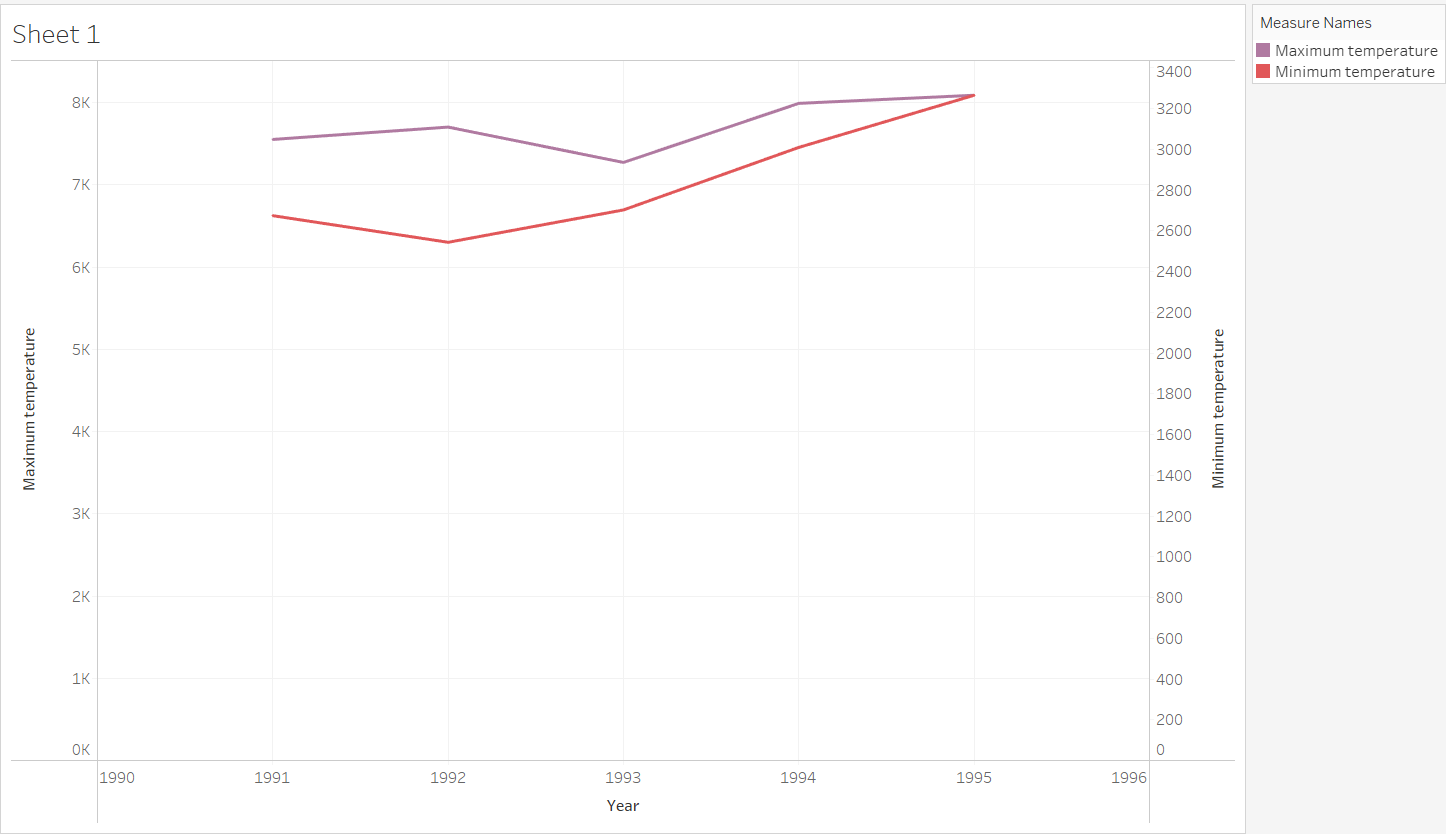 Sheet 1
Measure Names
Maximum temperature
Minimum temperature
8K
7K
6K
5K
4K
3K
2K
1K
0K
Maximum temperature
3400
3200
3000
2800
2600
2400
2200
2000
1800
1600
1400
1200
1000
800
600
400
200
0
Minimum temperature
1990 1991 1992 1993 1994 1995 1996
Year